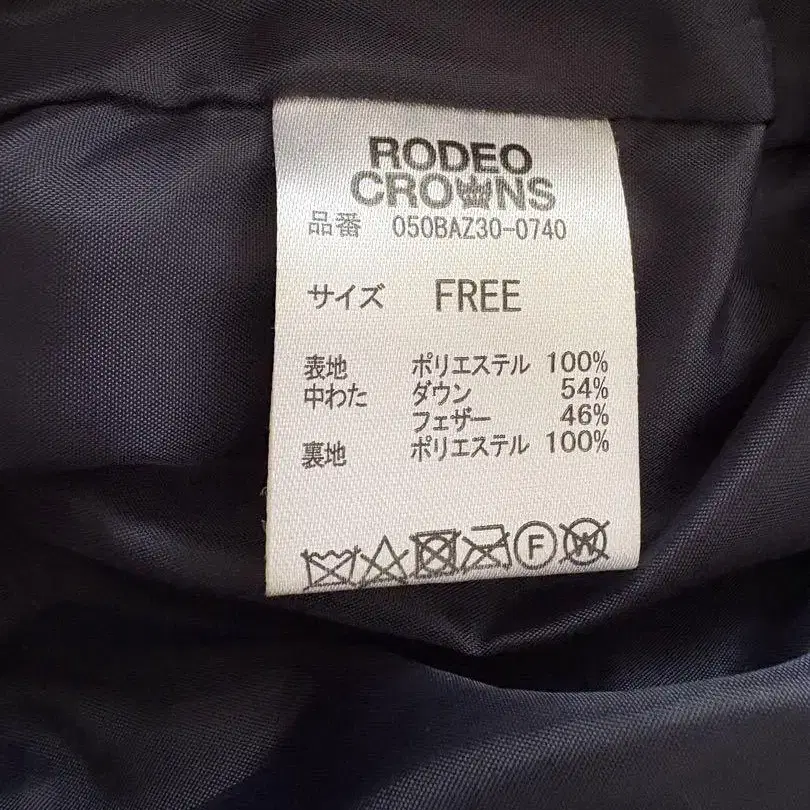 RODEO
CROWNS
品番 050BAZ30-0740
サイズ FREE
表地 ポリエステル 100%
中わた ダウン 54%
フェザー 46%
裏地 ポリエステル 100%
F W